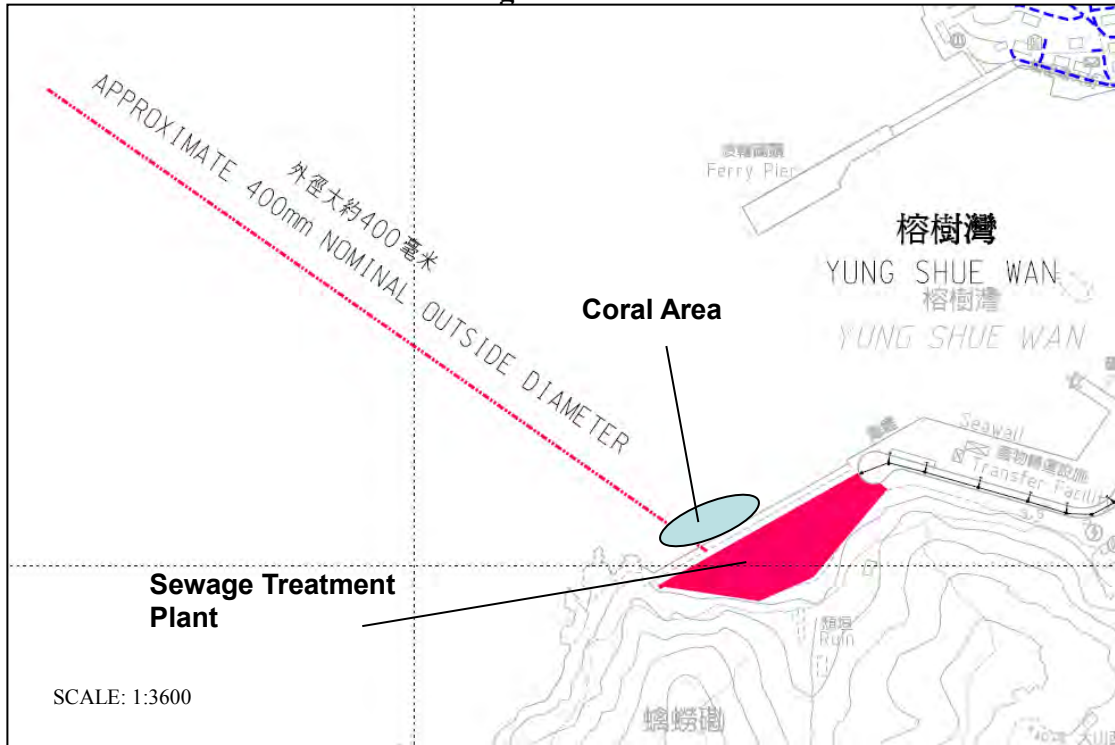 APPROXIMATE 400mm NOMINAL OUTSIDE DIAMETER
外徑大約400毫米
Ferry Pier
榕樹灣
YUNG SHUE WAN
榕樹灣
YUNG SHUE WAN
Coral Area
Seawall
Transfer Facili
Sewage Treatment
Plant
Ruin
SCALE: 1:3600